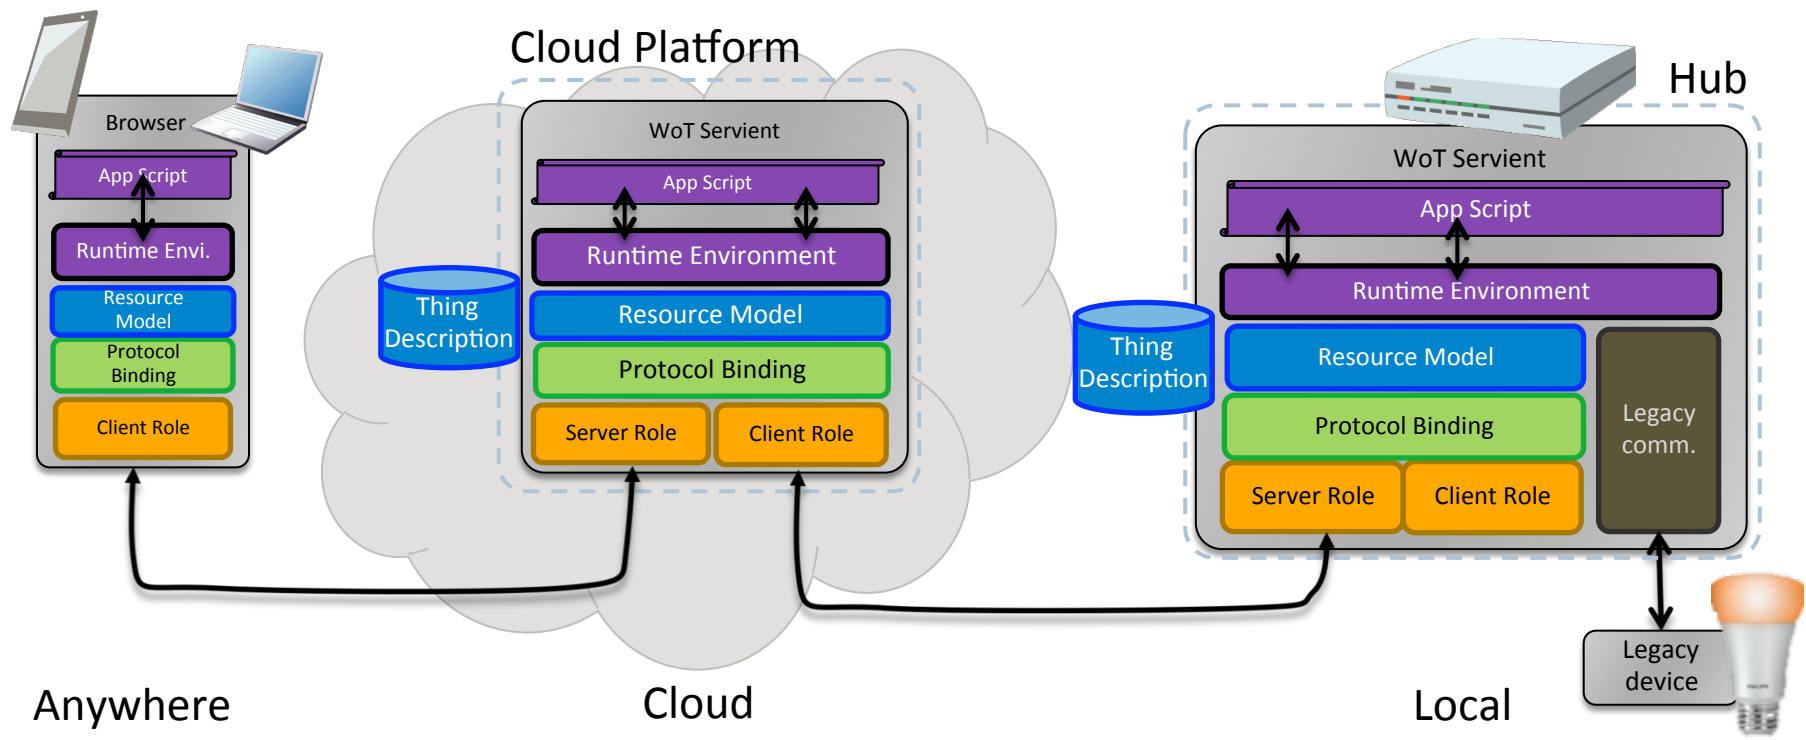 Cloud Platform
Hub
Browser
App Script
Runtime Envi.
Resource
Model
Protocol
Binding
Client Role
WoT Servient
App Script
Runtime Environment
Thing
Description
Resource Model
Protocol Binding
Server Role
Client Role
WoT Servient
App Script
Runtime Environment
Thing
Description
Resource Model
Protocol Binding
Server Role
Client Role
Legacy
comm.
Legacy
device
PHILIPS
Anywhere
Cloud
Local